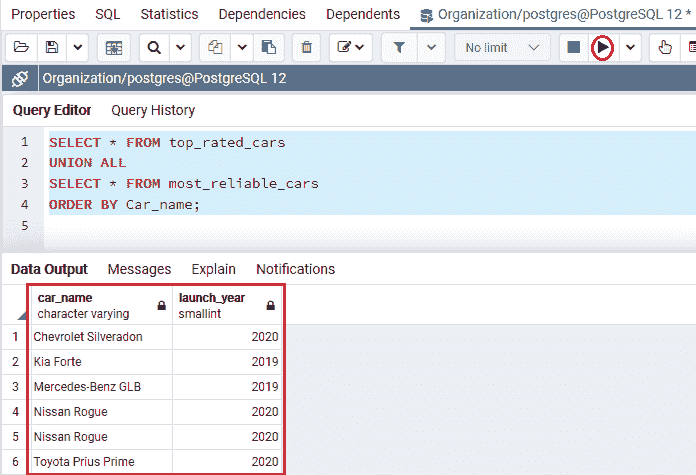 Properties SQL Statistics Dependencies Dependents Organization/postgres@PostgreSQL 12 *
No limit
Organization/postgres@PostgreSQL 12
Query Editor Query History
1 SELECT * FROM top_rated_cars
2 UNION ALL
3 SELECT * FROM most_reliable_cars
4 ORDER BY Car_name;
5
Data Output Messages Explain Notifications
car_name launch_year
character varying smallint
1 Chevrolet Silveradon 2020
2 Kia Forte 2019
3 Mercedes-Benz GLB 2019
4 Nissan Rogue 2020
5 Nissan Rogue 2020
6 Toyota Prius Prime 2020